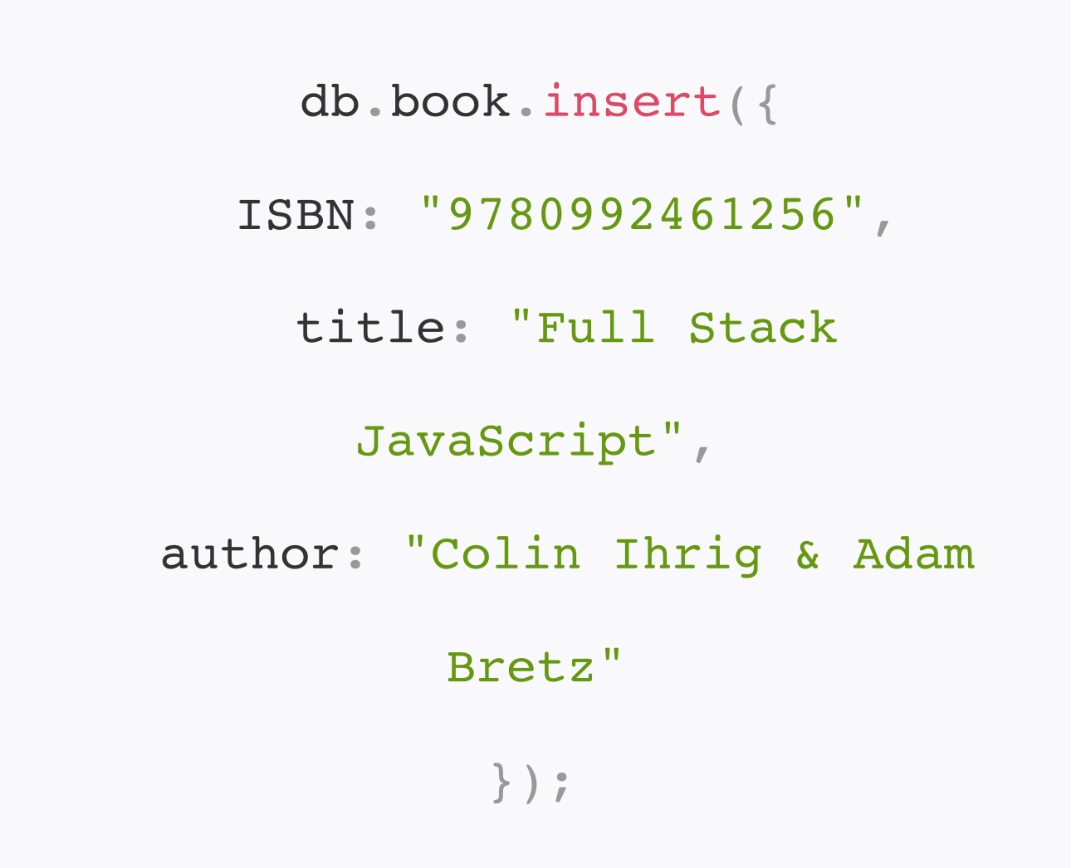 db.book.insert({
ISBN: "9780992461256",
title: "Full Stack
JavaScript",
author: "Colin Ihrig & Adam
Bretz"
});